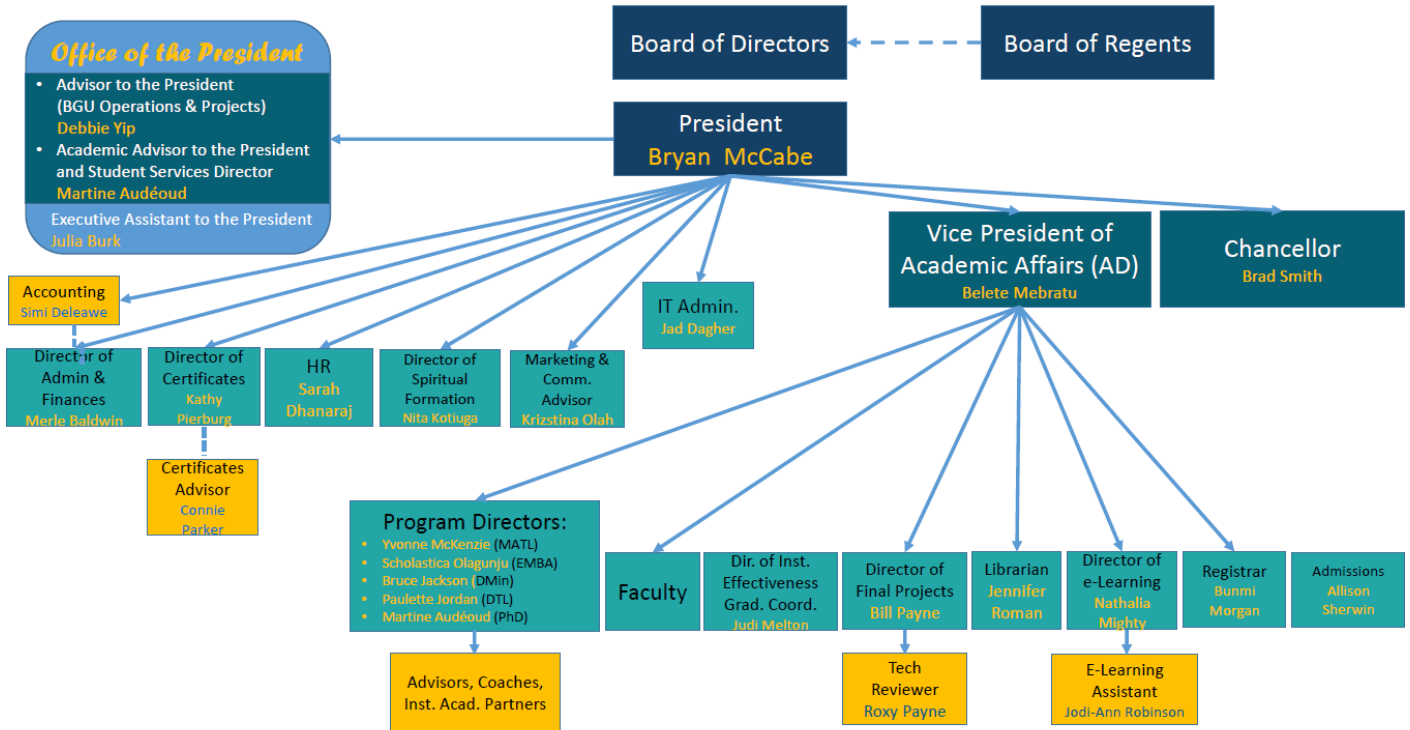 Office of the President
• Advisor to the President
(BGU Operations & Projects)
Debbie Yip
• Academic Advisor to the President
and Student Services Director
Martine Audéoud
Executive Assistant to the President
Julia Burk
Board of Directors
Board of Regents
President
Bryan McCabe
Vice President of
Academic Affairs (AD)
Belete Mebratu
Chancellor
Brad Smith
Accounting
Simi Deleawe
IT Admin.
Jad Dagher
Director of
Admin &
Finances
Merle Baldwin
Director of
Certificates
Kathy
Pierburg
HR
Sarah
Dhanaraj
Director of
Spiritual
Formation
Nita Kotiuga
Marketing &
Comm.
Advisor
Krizstina Olah
Certificates
Advisor
Connie
Parker
Program Directors:
• Yvonne McKenzie (MATL)
• Scholastica Olagunju (EMBA)
• Bruce Jackson (DMin)
• Paulette Jordan (DTL)
• Martine Audéoud (PhD)
Faculty
Dir. of Inst.
Effectiveness
Grad. Coord.
Judi Melton
Director of
Final Projects
Bill Payne
Librarian
Jennifer
Roman
Director of
e-Learning
Nathalia
Mighty
Registrar
Bunmi
Morgan
Admissions
Allison
Sherwin
Advisors, Coaches,
Inst. Acad. Partners
Tech
Reviewer
Roxy Payne
E-Learning
Assistant
Jodi-Ann Robinson